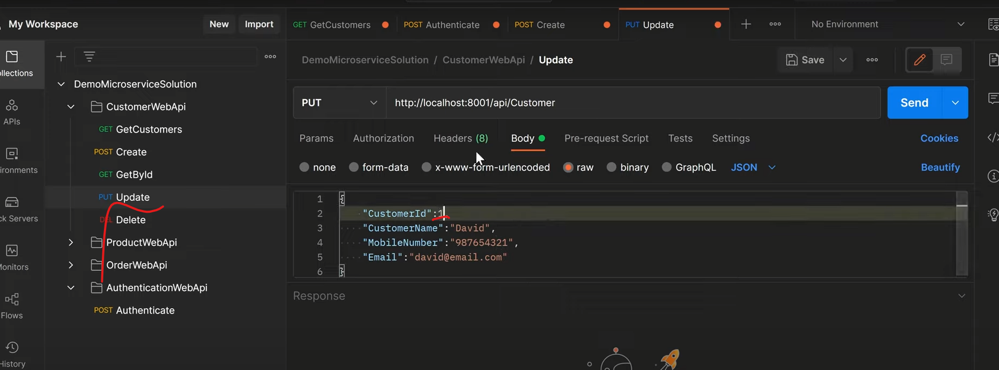 My Workspace New Import
GET GetCustomers POST Authenticate POST Create PUT Update No Environment
DemoMicroserviceSolution / CustomerWebApi / Update Save
ollections
APIs
ironments
ck Servers
Monitors
Flows
History
DemoMicroserviceSolution
CustomerWebApi
GET GetCustomers
POST Create
GET GetById
PUT Update
DEL Delete
ProductWebApi
OrderWebApi
AuthenticationWebApi
POST Authenticate
PUT http://localhost:8001/api/Customer Send
Params Authorization Headers (8) Body Pre-request Script Tests Settings Cookies
none form-data x-www-form-urlencoded raw binary GraphQL JSON Beautify
1 {
2 "CustomerId":1,
3 "CustomerName":"David",
4 "MobileNumber":"987654321",
5 "Email":"david@email.com"
6 }
Response